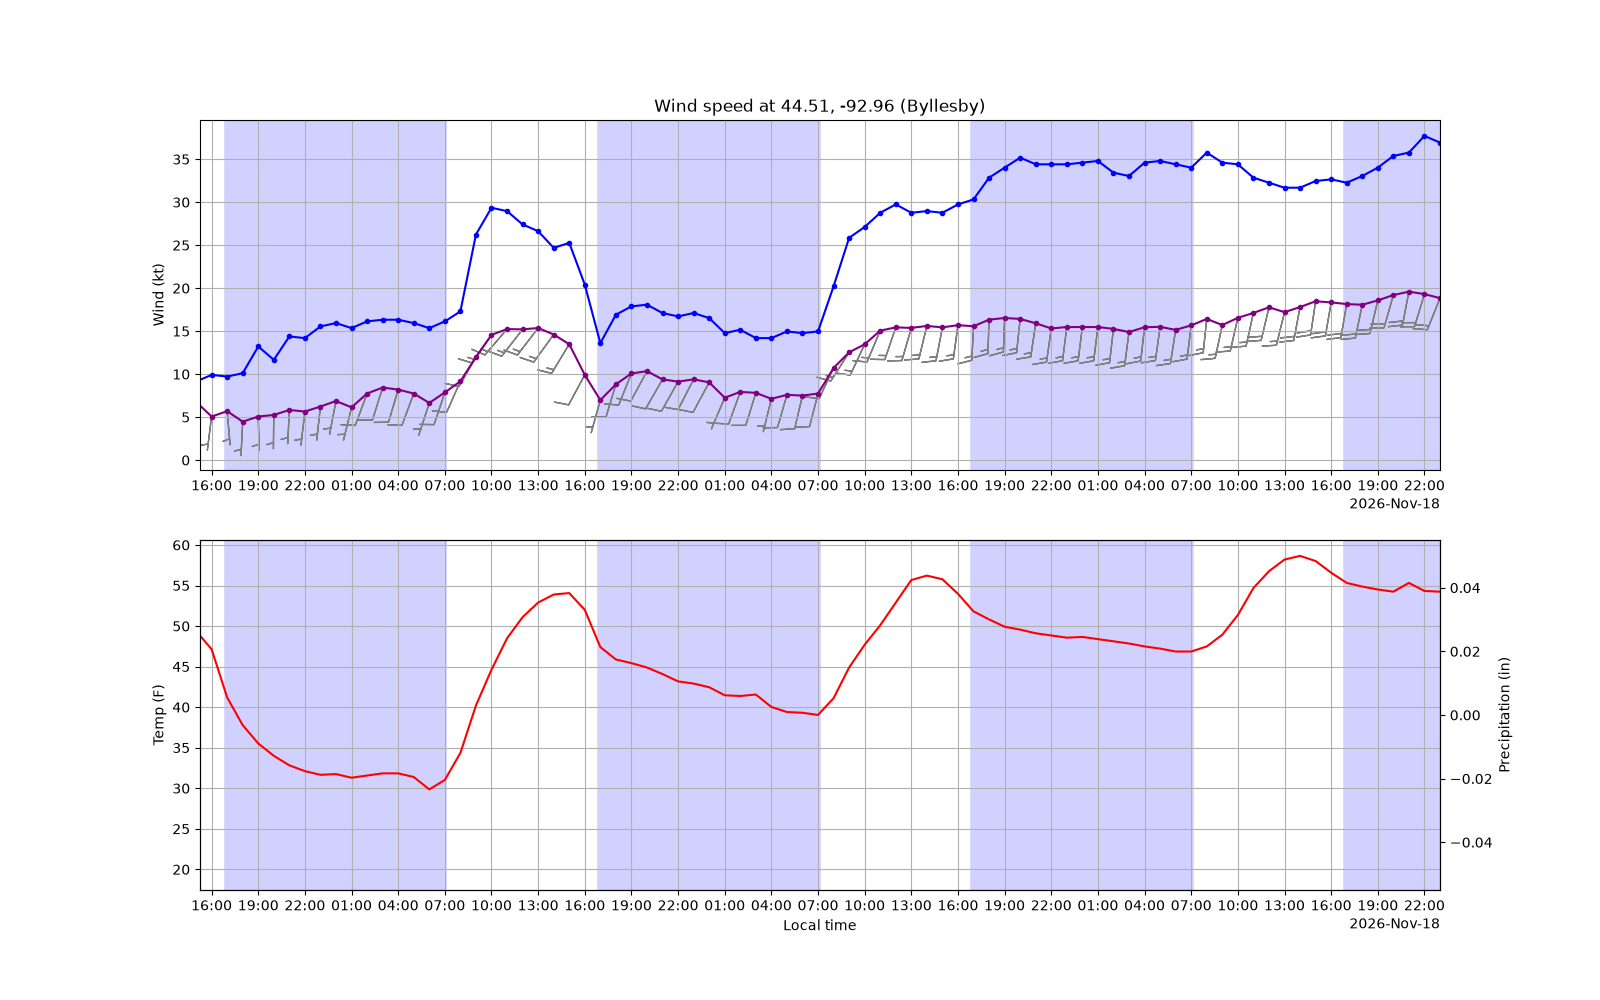 Wind speed at 44.51, -92.96 (Byllesby)
Wind (kt)
35
30
25
20
15
10
5
0
16:00 19:00 22:00 01:00 04:00 07:00 10:00 13:00 16:00 19:00 22:00 01:00 04:00 07:00 10:00 13:00 16:00 19:00 22:00 01:00 04:00 07:00 10:00 13:00 16:00 19:00 22:00
2026-Nov-18
Temp (F)
60
55
50
45
40
35
30
25
20
0.04
0.02
0.00
−0.02
−0.04
Precipitation (in)
16:00 19:00 22:00 01:00 04:00 07:00 10:00 13:00 16:00 19:00 22:00 01:00 04:00 07:00 10:00 13:00 16:00 19:00 22:00 01:00 04:00 07:00 10:00 13:00 16:00 19:00 22:00
Local time
2026-Nov-18